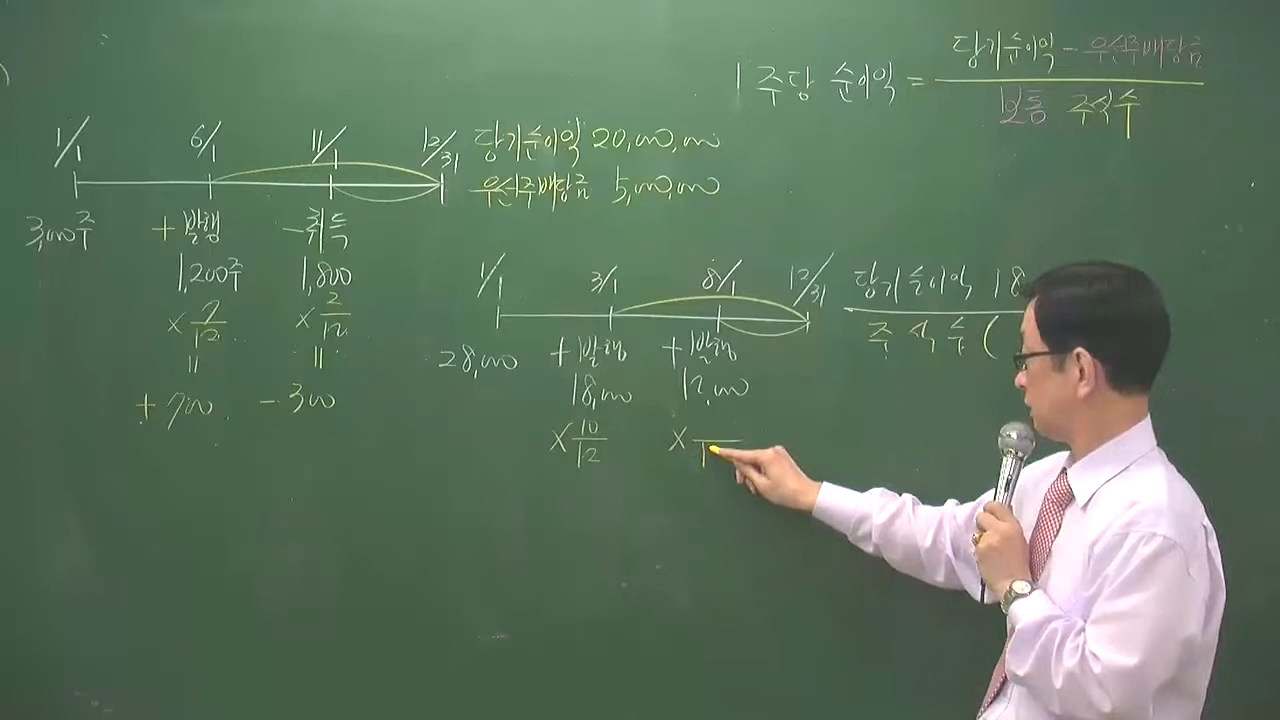 1 주당 순이익 = 당기순이익 - 우선주배당금
보통 주식수
1/1 6/1 11/1 12/31
당기순이익 20,000,000
우선주배당금 5,000,000
3,000주 + 발행 - 취득
1,200주 1,800
× 7/12 × 2/12
= =
+ 700 - 300
1/1 3/1 8/1 12/31
당기순이익 18
주식수 (
28,000 + 발행 + 발행
18,000 12,000
× 10/12 × 1